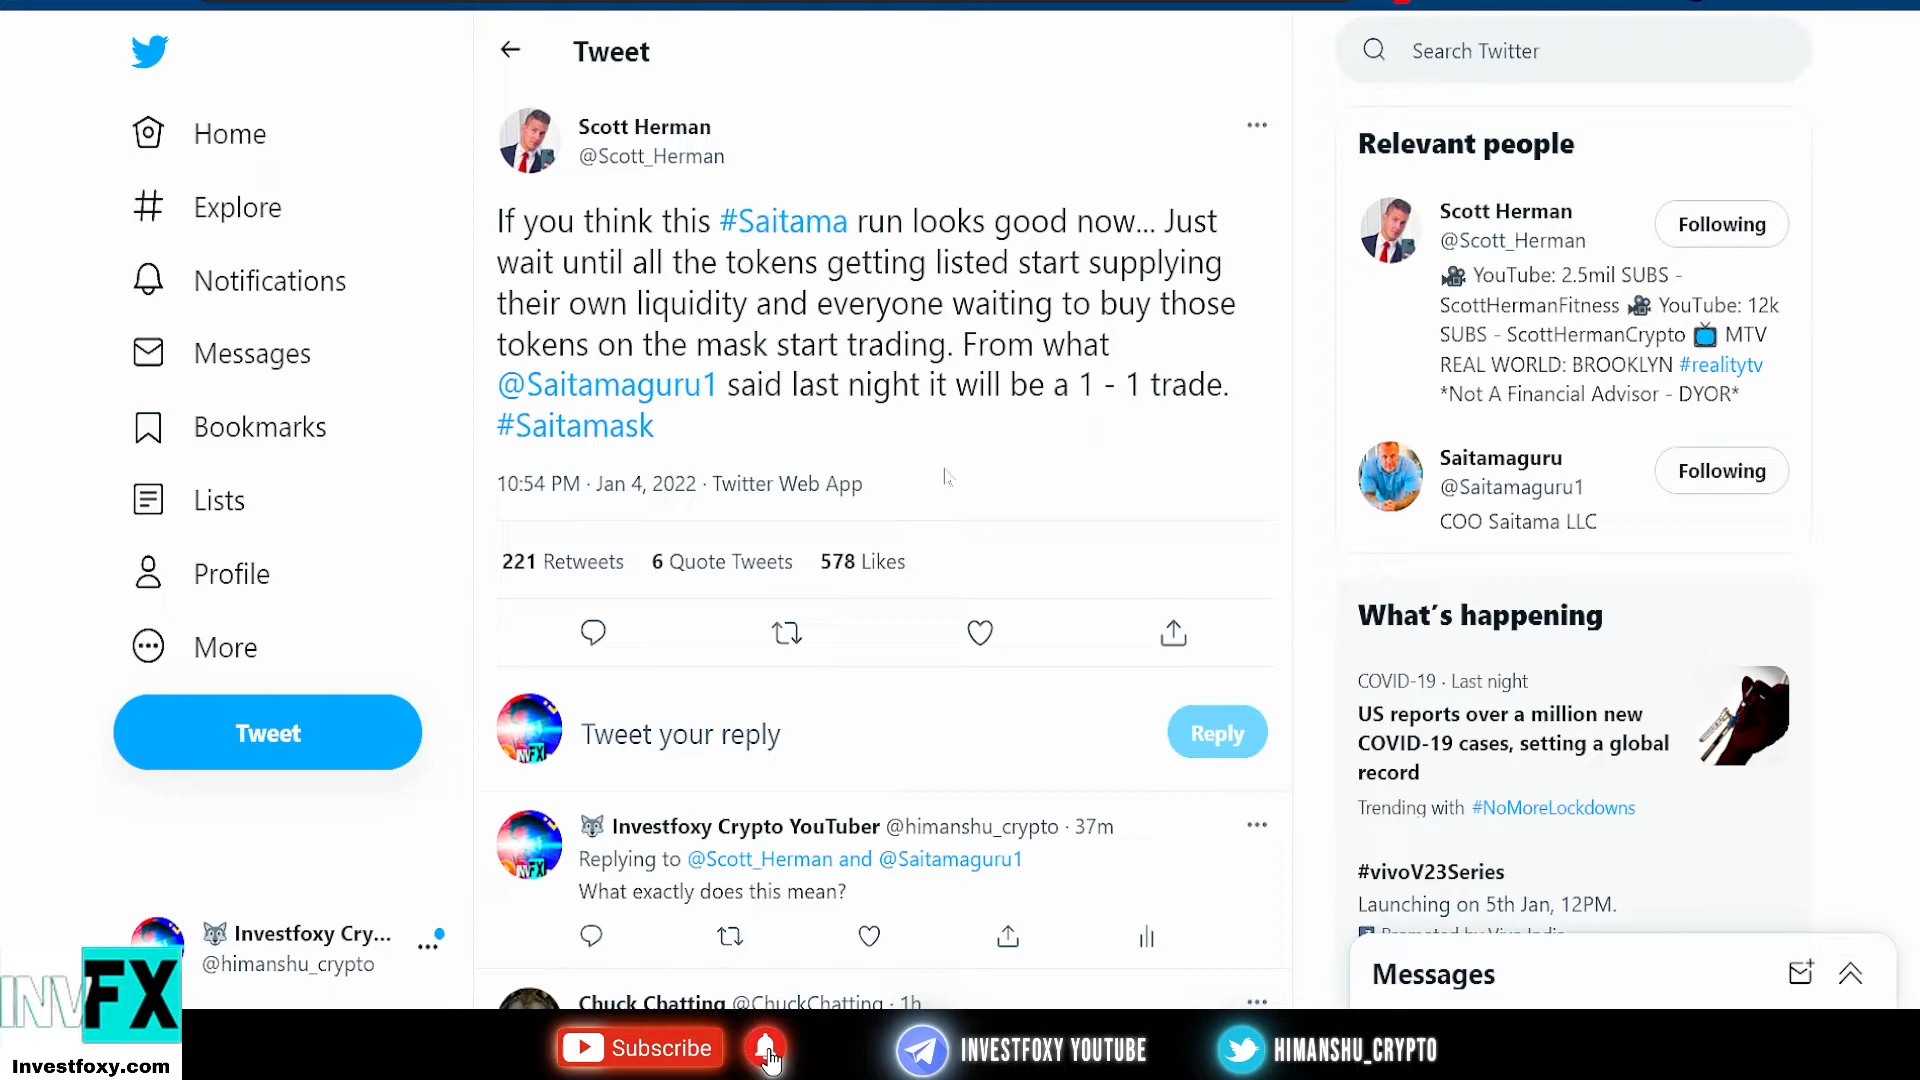 Tweet
Search Twitter
Home
Explore
Notifications
Messages
Bookmarks
Lists
Profile
More
Tweet
Investfoxy Cry...
@himanshu_crypto
Scott Herman
@Scott_Herman
If you think this #Saitama run looks good now... Just
wait until all the tokens getting listed start supplying
their own liquidity and everyone waiting to buy those
tokens on the mask start trading. From what
@Saitamaguru1 said last night it will be a 1 - 1 trade.
#Saitamask
10:54 PM · Jan 4, 2022 · Twitter Web App
221 Retweets 6 Quote Tweets 578 Likes
Tweet your reply
Reply
Investfoxy Crypto YouTuber @himanshu_crypto · 37m
Replying to @Scott_Herman and @Saitamaguru1
What exactly does this mean?
Chuck Chatting @ChuckChatting · 1h
Relevant people
Scott Herman
@Scott_Herman
Following
YouTube: 2.5mil SUBS -
ScottHermanFitness YouTube: 12k
SUBS - ScottHermanCrypto MTV
REAL WORLD: BROOKLYN #realitytv
*Not A Financial Advisor - DYOR*
Saitamaguru
@Saitamaguru1
Following
COO Saitama LLC
What's happening
COVID-19 · Last night
US reports over a million new
COVID-19 cases, setting a global
record
Trending with #NoMoreLockdowns
#vivoV23Series
Launching on 5th Jan, 12PM.
Promoted by Vivo India
Messages
INVFX
Investfoxy.com
Subscribe
INVESTFOXY YOUTUBE
HIMANSHU_CRYPTO